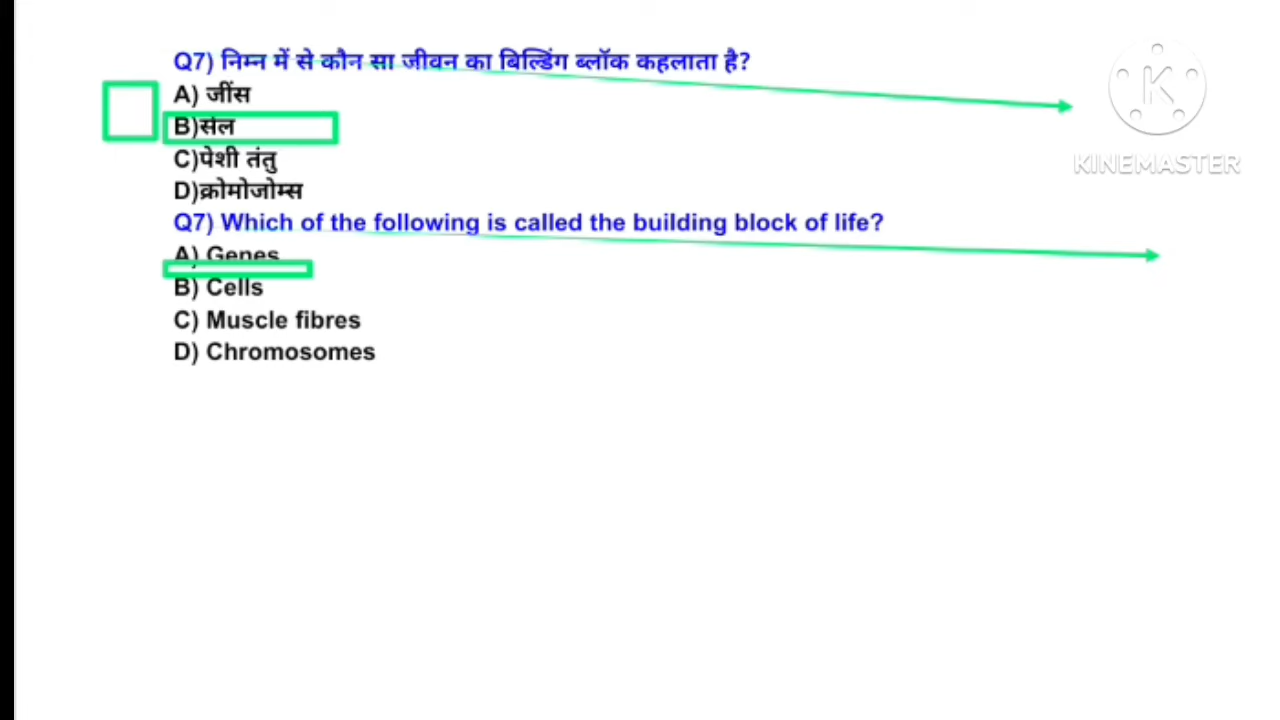 Q7) निम्न में से कौन सा जीवन का बिल्डिंग ब्लॉक कहलाता है?
A) जींस
B)सेल
C)पेशी तंतु
D)क्रोमोजोम्स
Q7) Which of the following is called the building block of life?
A) Genes
B) Cells
C) Muscle fibres
D) Chromosomes
K
KINEMASTER